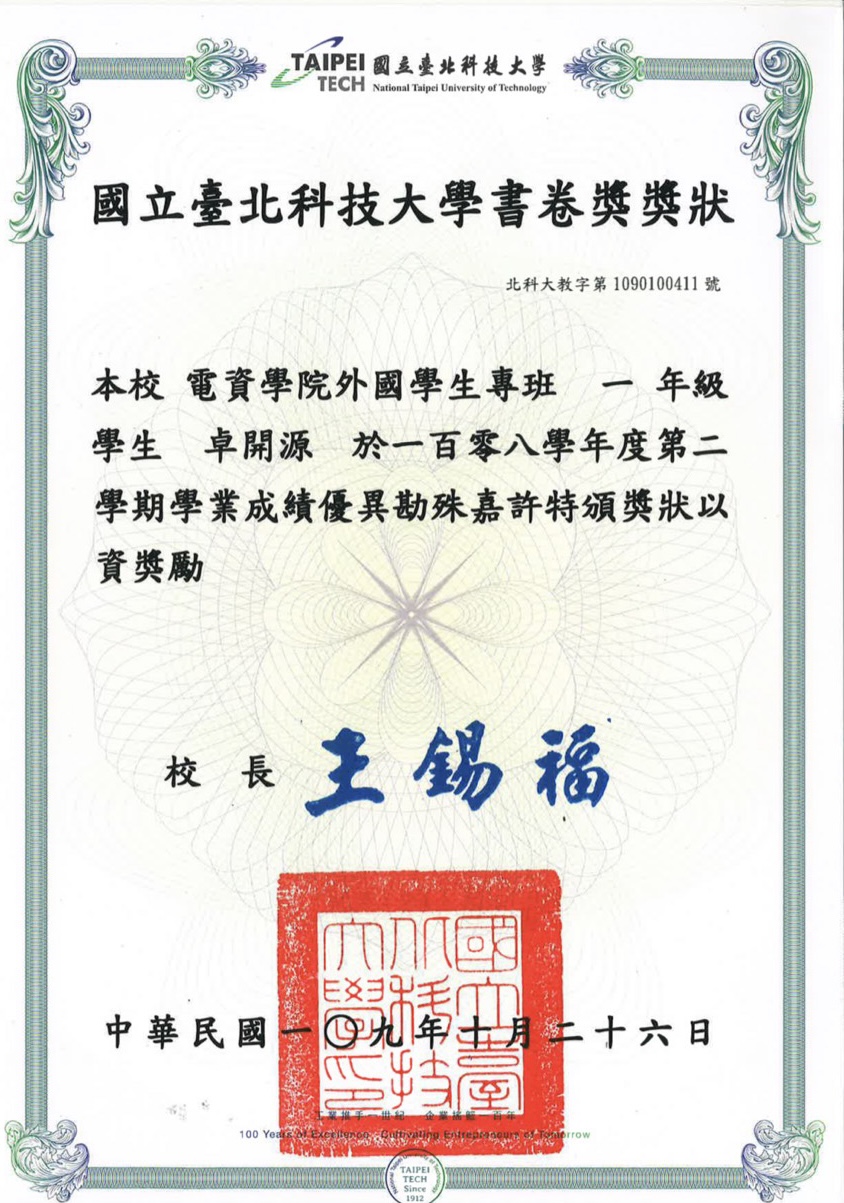 TAIPEI
TECH
國立臺北科技大學
National Taipei University of Technology
國立臺北科技大學書卷獎獎狀
北科大教字第 1090100411 號
本校 電資學院外國學生專班 一 年級
學生 卓開源 於一百零八學年度第二
學期學業成績優異勘殊嘉許特頒獎狀以
資獎勵
校 長 王錫福
國立臺
北科技
大學印
中華民國一〇九年十月二十六日
工業推手一世紀 企業搖籃一百年
100 Years of Excellence Cultivating Entrepreneurs of Tomorrow
National Taipei University of Technology
TAIPEI
TECH
Since
1912